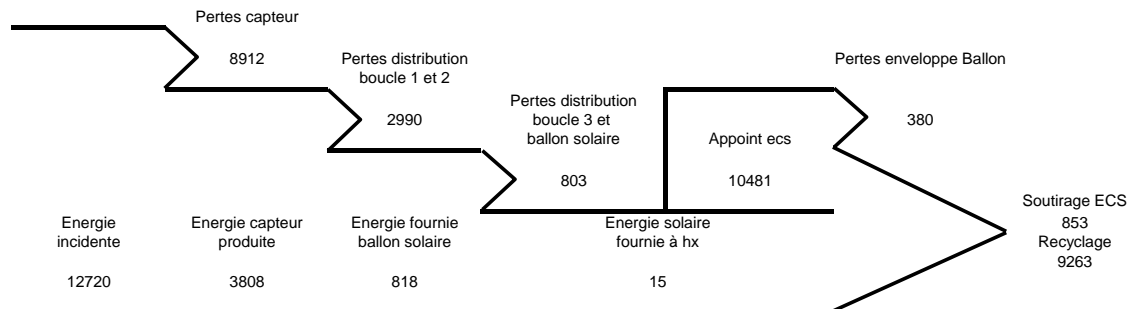 Pertes capteur
8912
Pertes distribution
boucle 1 et 2
2990
Pertes distribution
boucle 3 et
ballon solaire
803
Appoint ecs
10481
Pertes enveloppe Ballon
380
Energie
incidente
12720
Energie capteur
produite
3808
Energie fournie
ballon solaire
818
Energie solaire
fournie à hx
15
Soutirage ECS
853
Recyclage
9263